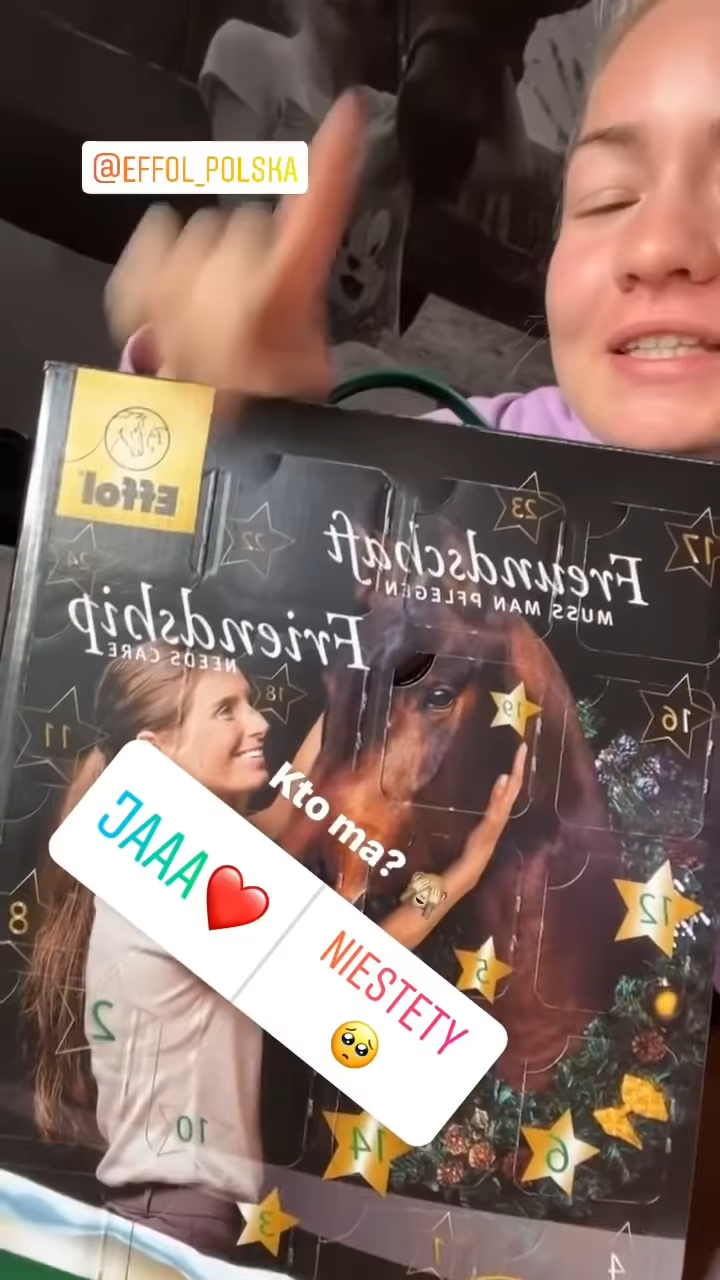 @EFFOL_POLSKA
Effol
23
17
22
24
Freundschaft
MUSS MAN PFLEGEN
Friendship
NEEDS CARE
18
19
16
11
Kto ma? 🙈
JAAA❤️
NIESTETY
🥺
12
8
5
2
10
14
6
3
1
4